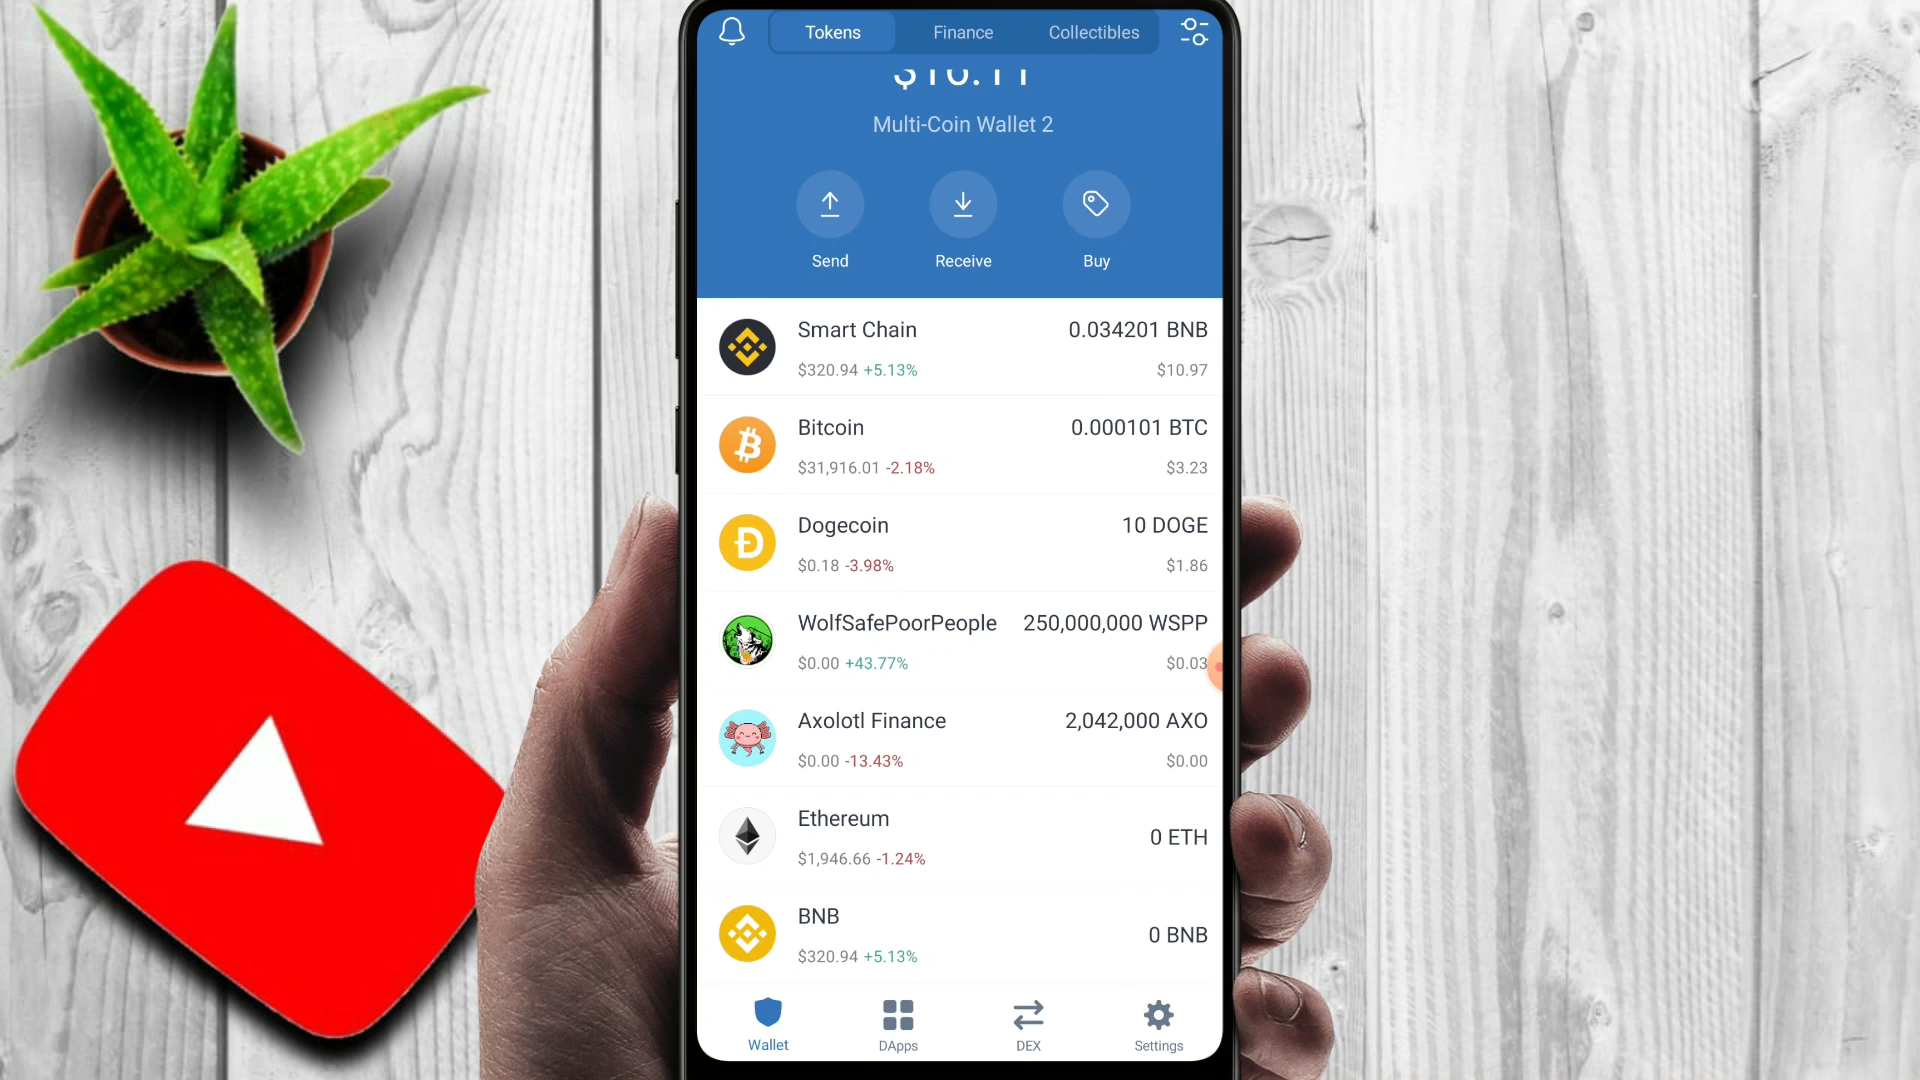 Tokens Finance Collectibles
Multi-Coin Wallet 2
Send Receive Buy
Smart Chain 0.034201 BNB
$320.94 +5.13% $10.97
Bitcoin 0.000101 BTC
$31,916.01 -2.18% $3.23
Dogecoin 10 DOGE
$0.18 -3.98% $1.86
WolfSafePoorPeople 250,000,000 WSPP
$0.00 +43.77% $0.03
Axolotl Finance 2,042,000 AXO
$0.00 -13.43% $0.00
Ethereum 0 ETH
$1,946.66 -1.24%
BNB 0 BNB
$320.94 +5.13%
Wallet DApps DEX Settings